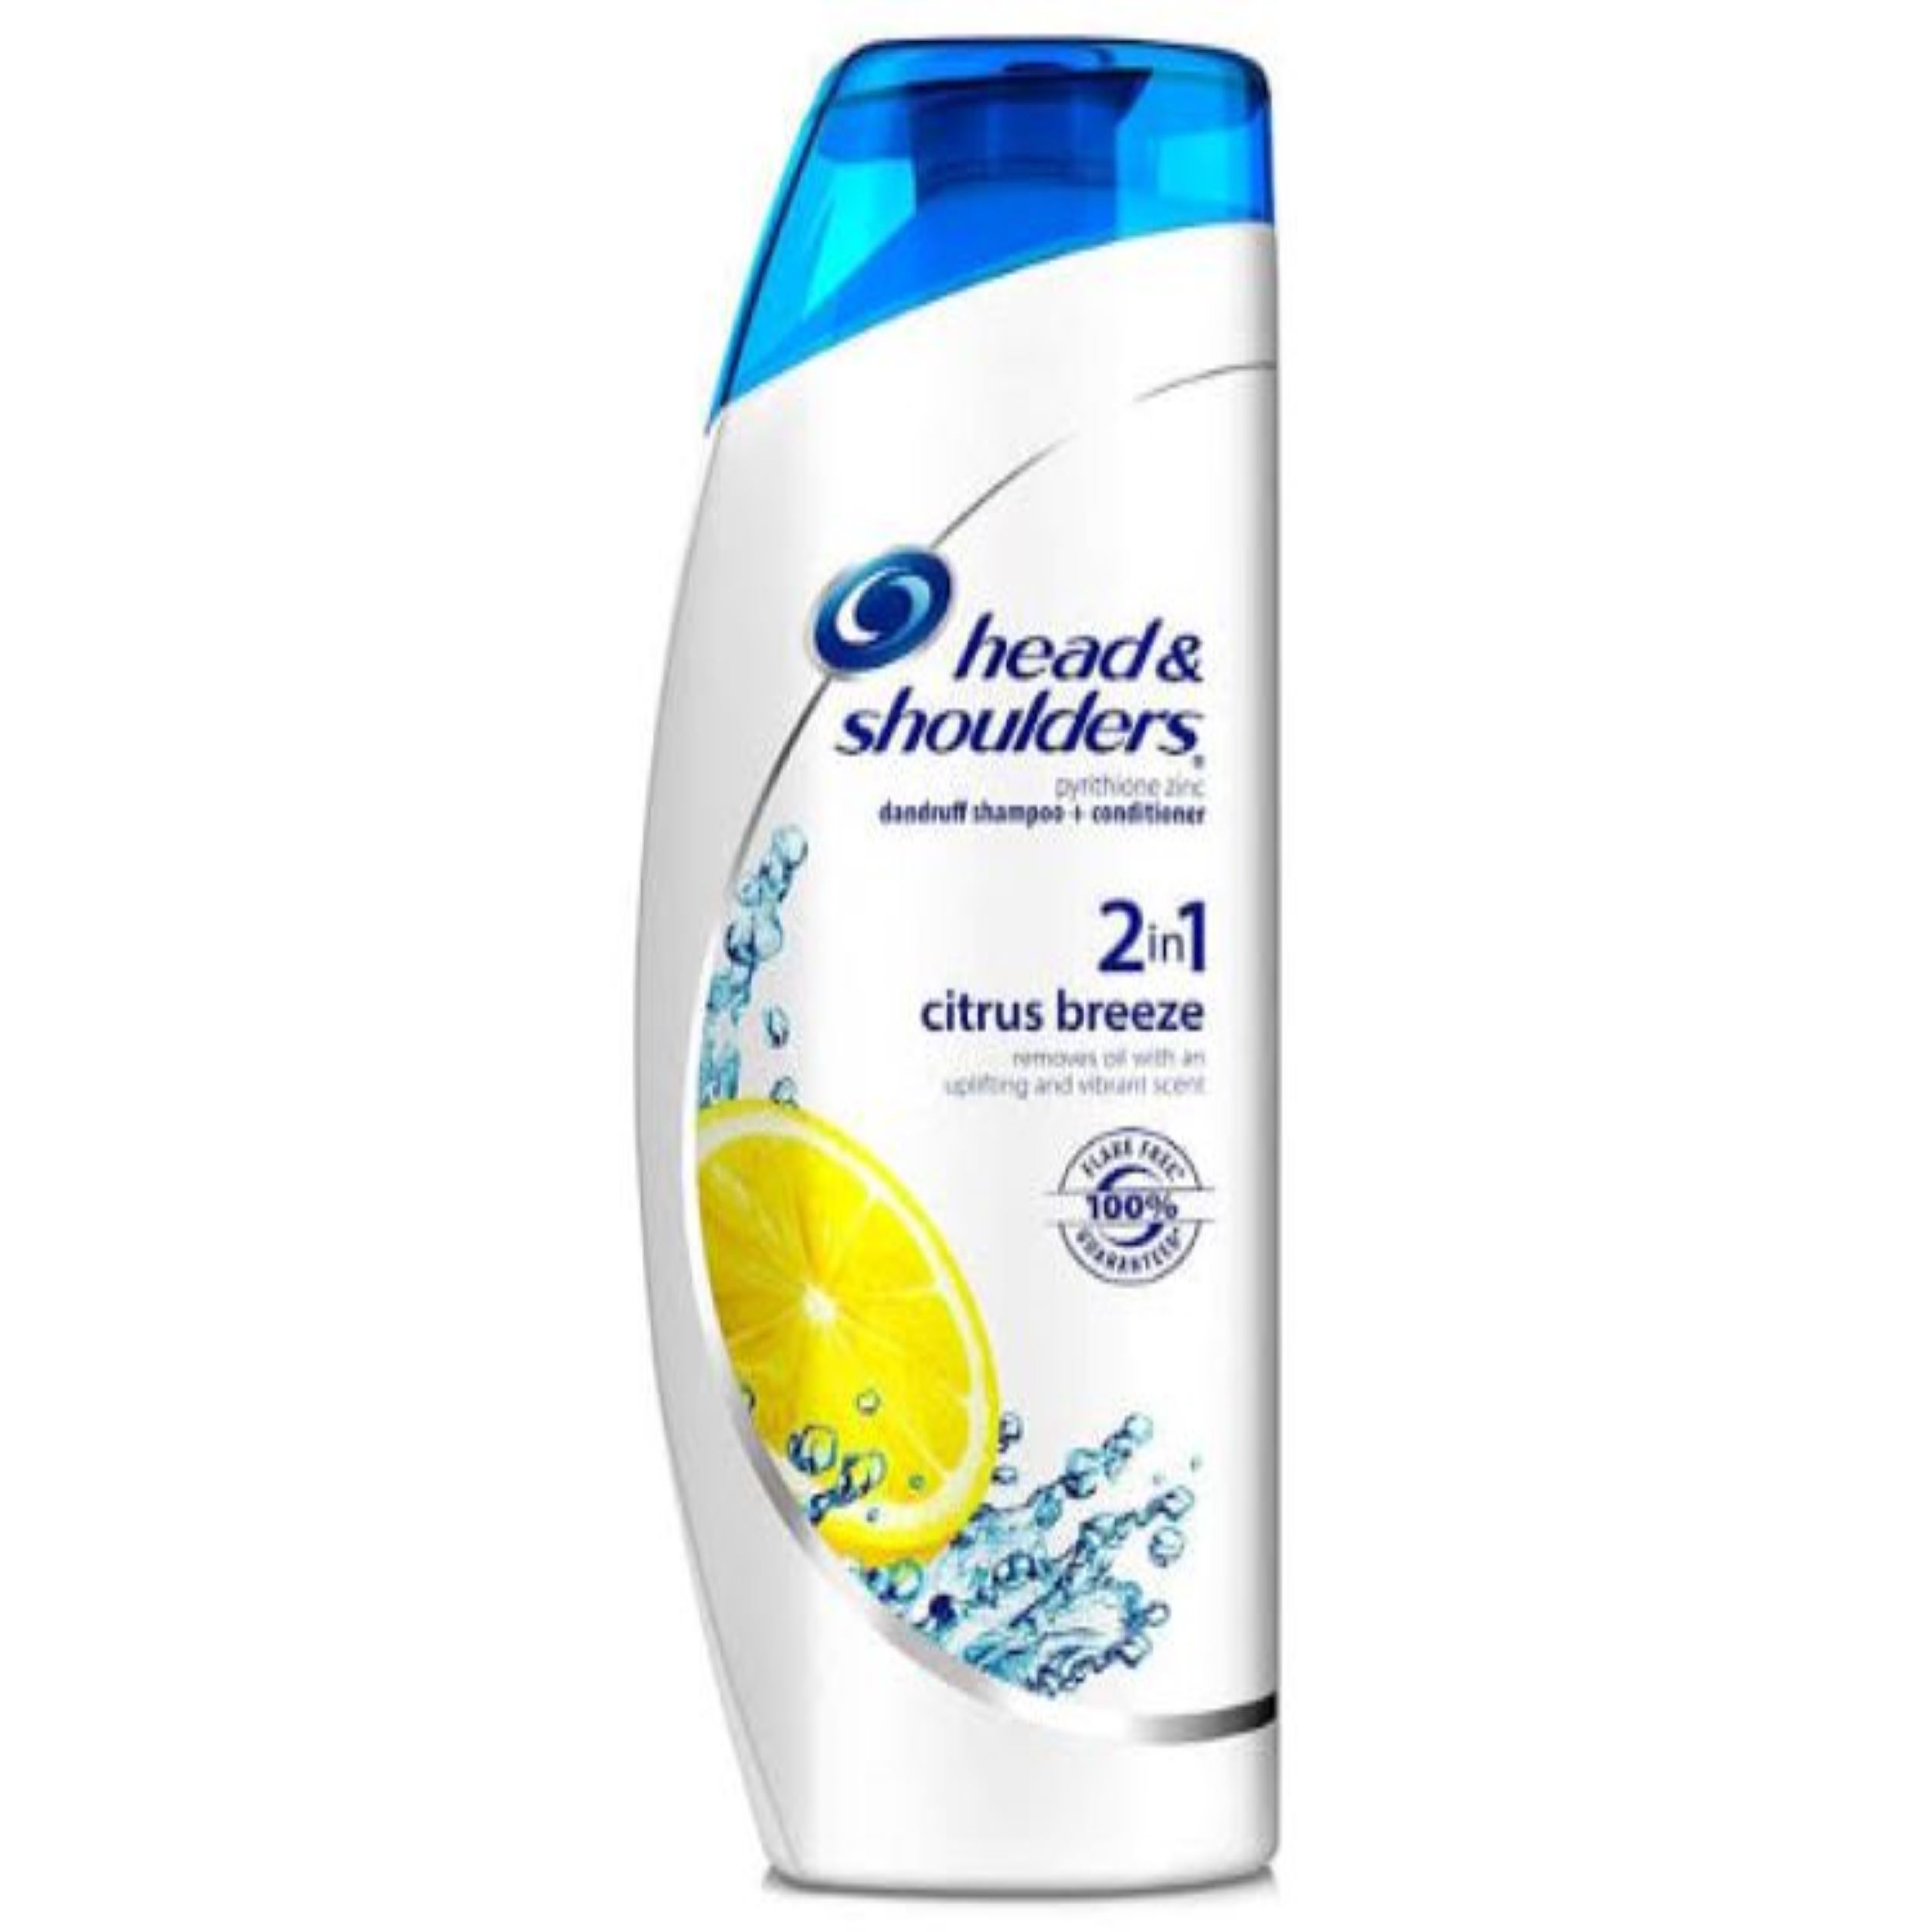 head &
shoulders®
pyrithione zinc
dandruff shampoo + conditioner
2in1
citrus breeze
removes oil with an
uplifting and vibrant scent
FLAKE FREE*
100%
GUARANTEED*